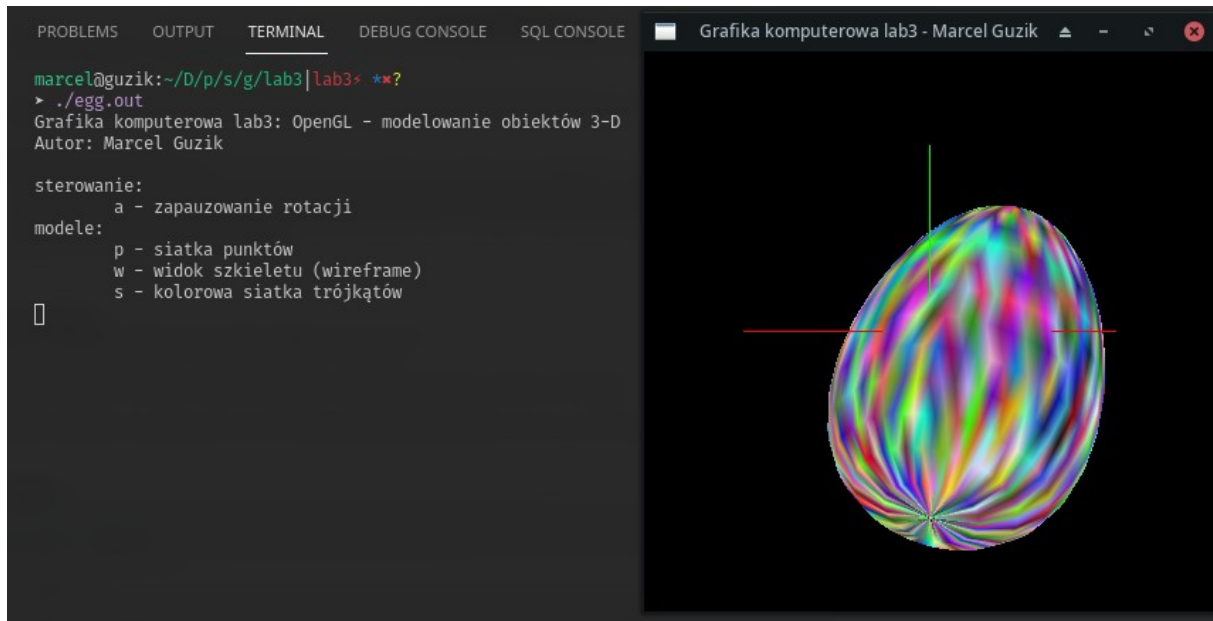 PROBLEMS OUTPUT TERMINAL DEBUG CONSOLE SQL CONSOLE
marcel@guzik:~/D/p/s/g/lab3|lab3⚡ *✖?
➤ ./egg.out
Grafika komputerowa lab3: OpenGL - modelowanie obiektów 3-D
Autor: Marcel Guzik
sterowanie:
a - zapauzowanie rotacji
modele:
p - siatka punktów
w - widok szkieletu (wireframe)
s - kolorowa siatka trójkątów
Grafika komputerowa lab3 - Marcel Guzik